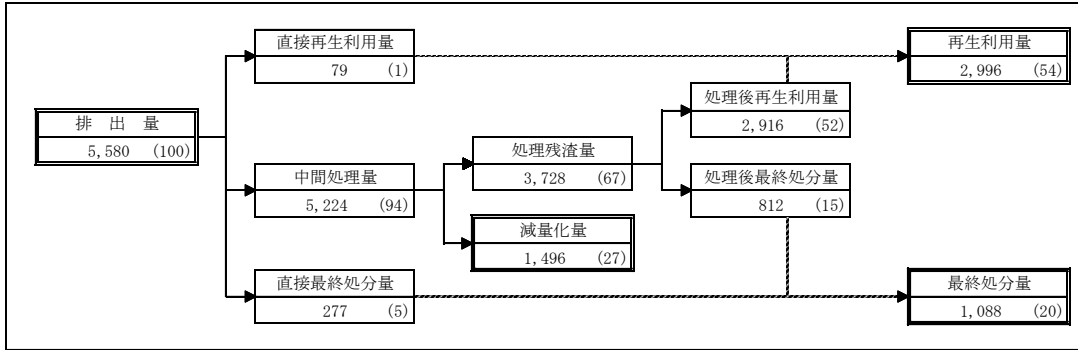 直接再生利用量
79 (1)
再生利用量
2,996 (54)
処理後再生利用量
2,916 (52)
排 出 量
5,580 (100)
処理残渣量
3,728 (67)
中間処理量
5,224 (94)
処理後最終処分量
812 (15)
減量化量
1,496 (27)
直接最終処分量
277 (5)
最終処分量
1,088 (20)